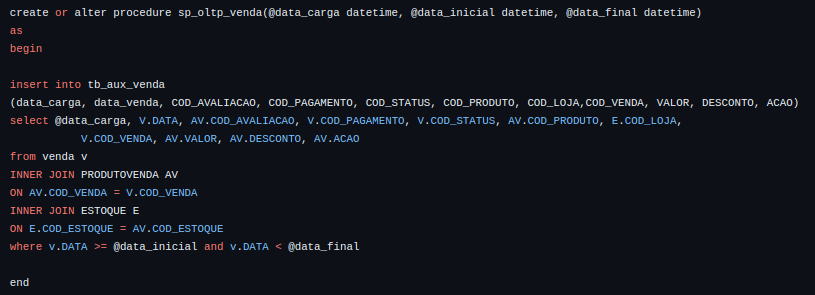 create or alter procedure sp_oltp_venda(@data_carga datetime, @data_inicial datetime, @data_final datetime)
as
begin
insert into tb_aux_venda
(data_carga, data_venda, COD_AVALIACAO, COD_PAGAMENTO, COD_STATUS, COD_PRODUTO, COD_LOJA,COD_VENDA, VALOR, DESCONTO, ACAO)
select @data_carga, V.DATA, AV.COD_AVALIACAO, V.COD_PAGAMENTO, V.COD_STATUS, AV.COD_PRODUTO, E.COD_LOJA,
V.COD_VENDA, AV.VALOR, AV.DESCONTO, AV.ACAO
from venda v
INNER JOIN PRODUTOVENDA AV
ON AV.COD_VENDA = V.COD_VENDA
INNER JOIN ESTOQUE E
ON E.COD_ESTOQUE = AV.COD_ESTOQUE
where v.DATA >= @data_inicial and v.DATA < @data_final
end